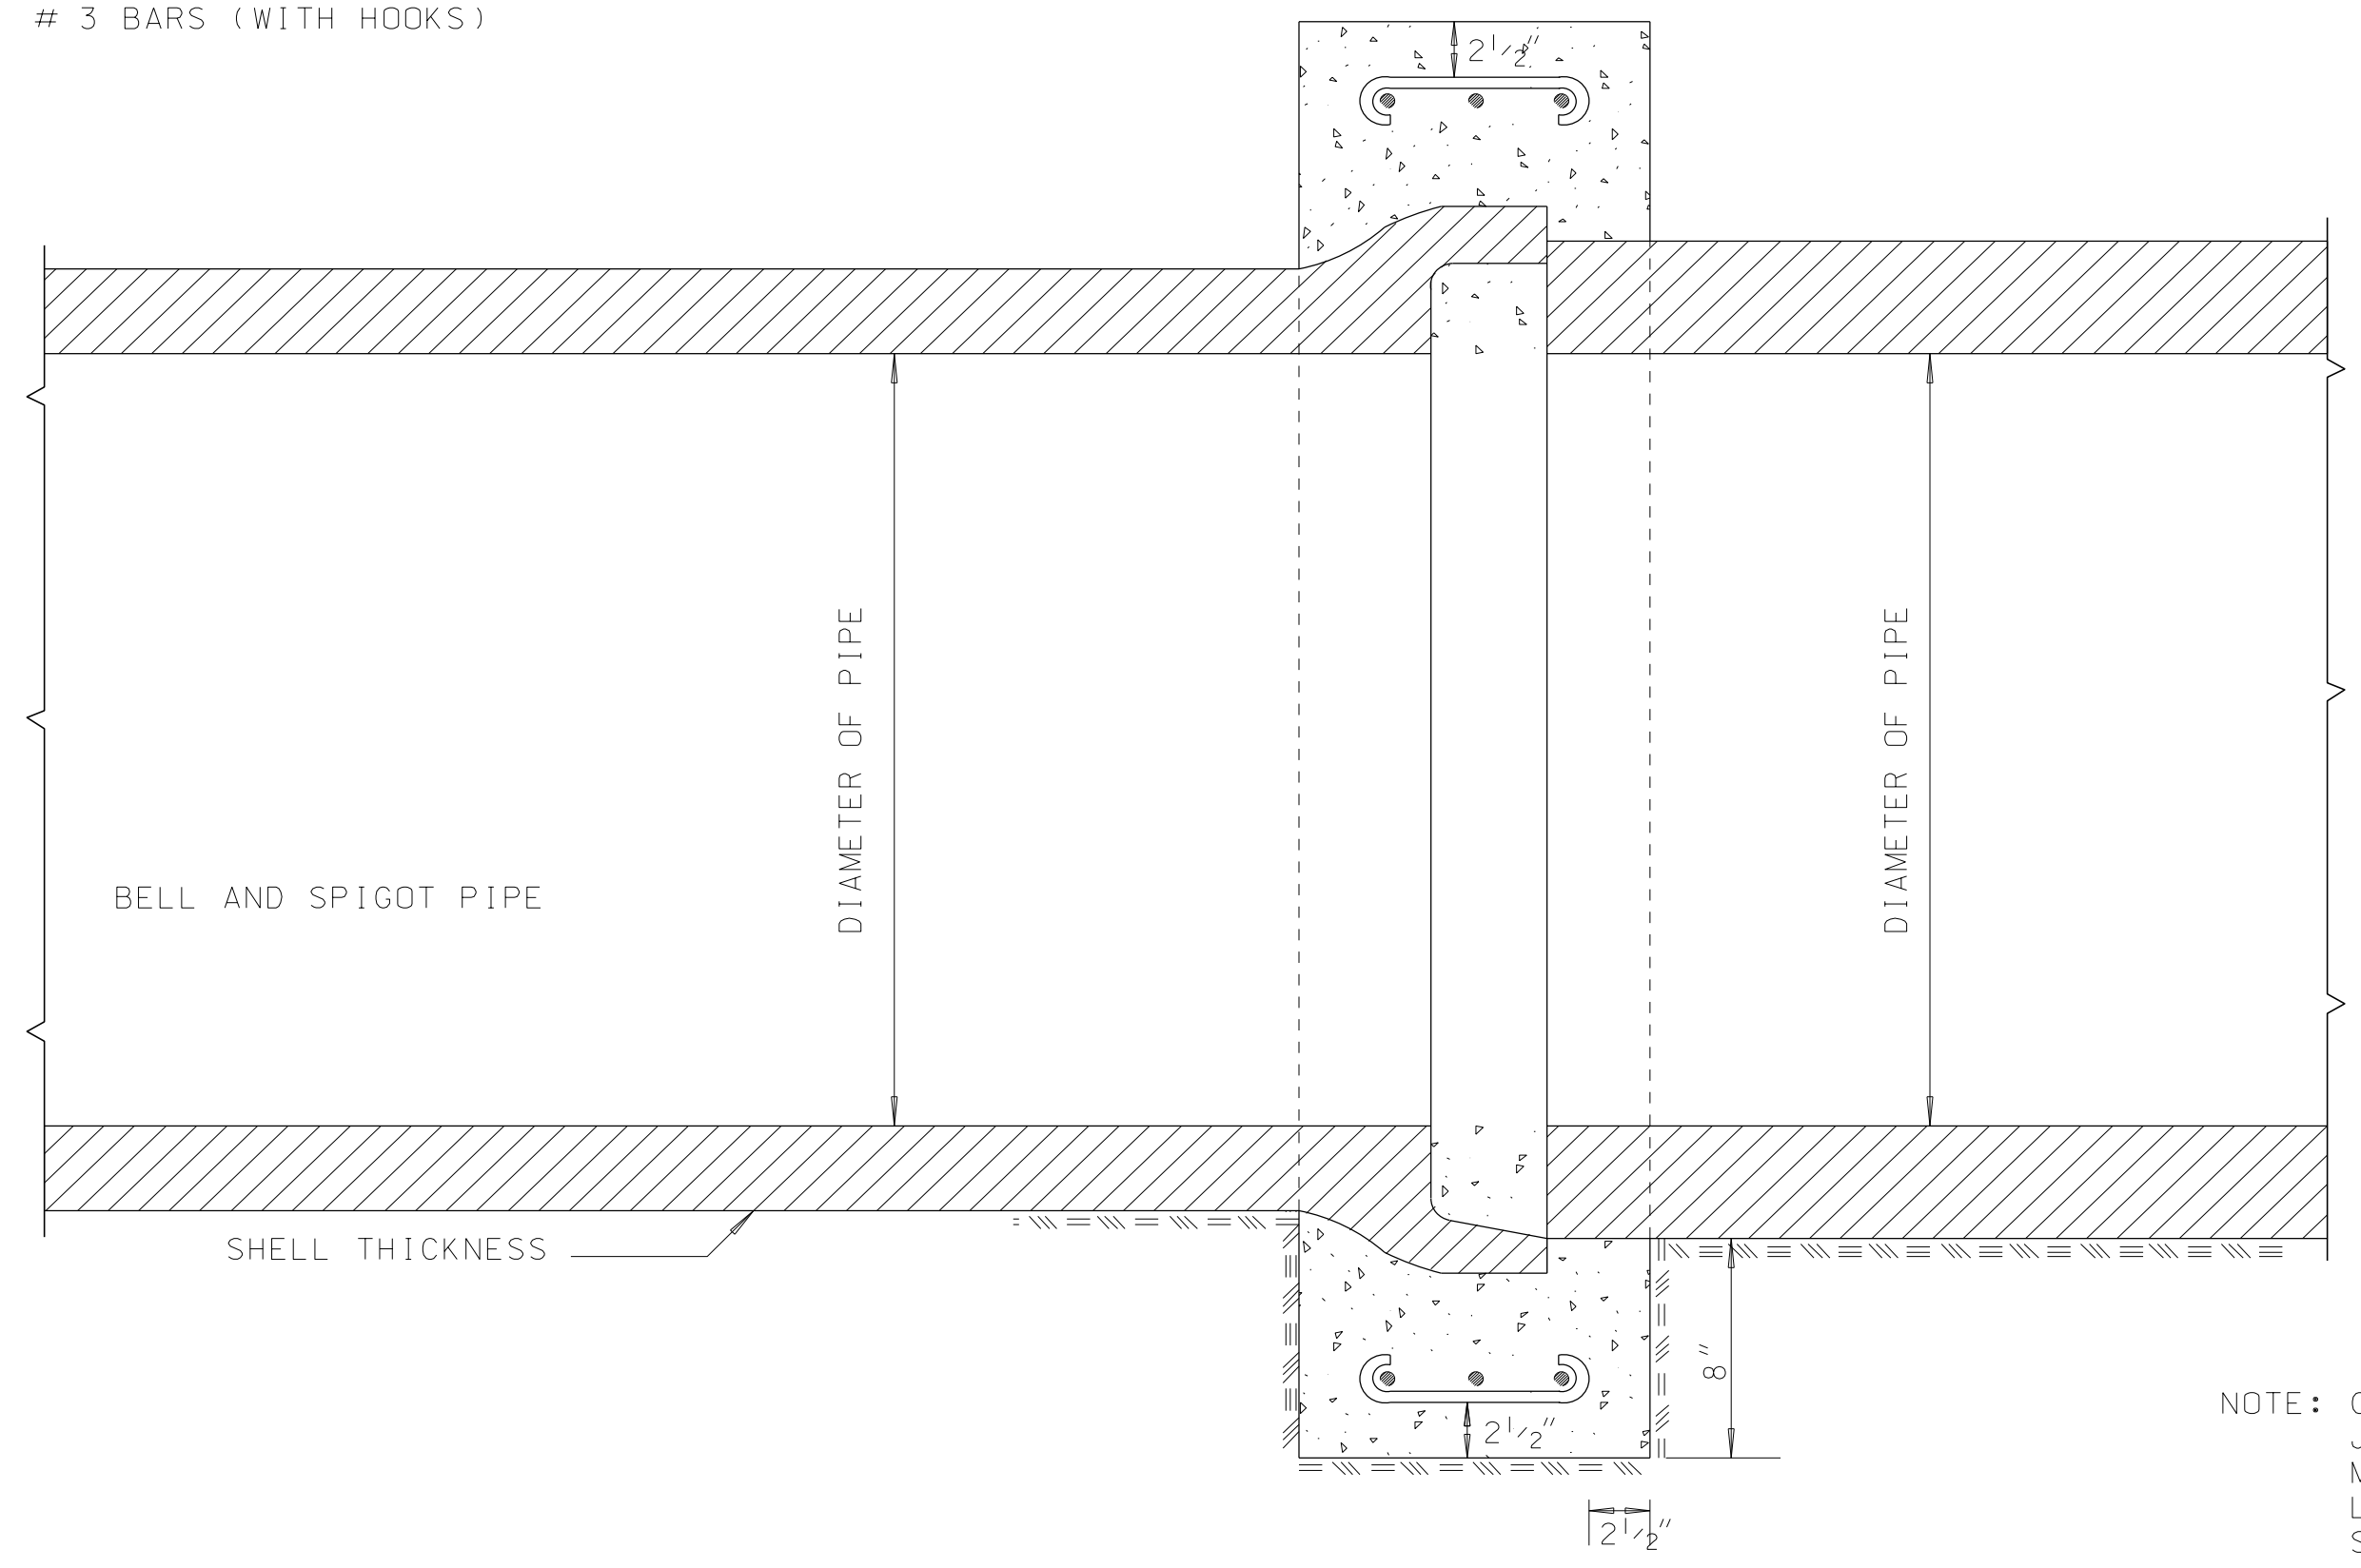 # 3 BARS (WITH HOOKS)
2 1/2"
DIAMETER OF PIPE
DIAMETER OF PIPE
BELL AND SPIGOT PIPE
SHELL THICKNESS
8"
2 1/2"
NOTE:
2 1/2"